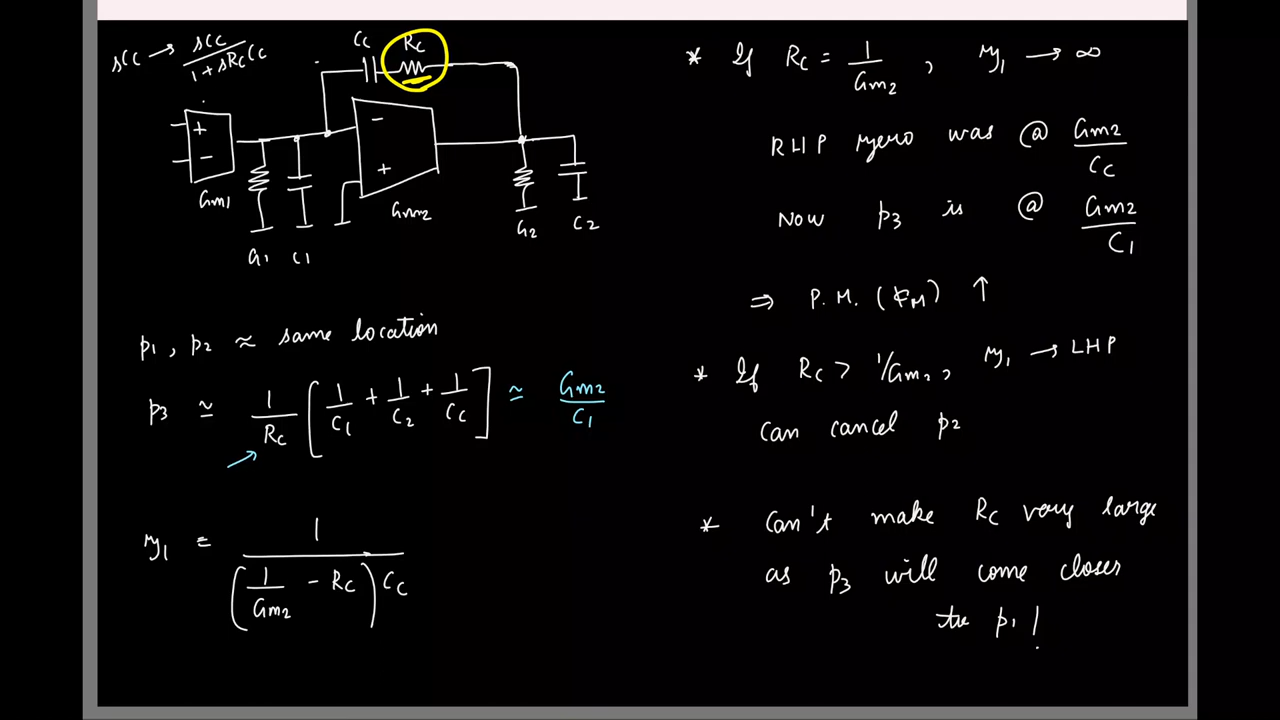 sCc → sCc / 1 + sRcCc
Cc
Rc
+
−
Gm1
−
+
Gm2
G1
C1
G2
C2
p1, p2 ≈ same location
p3 ≃ 1/Rc [ 1/C1 + 1/C2 + 1/Cc ] ≃ Gm2/C1
z1 = 1 / ( 1/Gm2 − Rc ) Cc
* If Rc = 1/Gm2 , z1 → ∞
RHP zero was @ Gm2/Cc
Now p3 is @ Gm2/C1
⇒ P.M. (ϕM) ↑
* If Rc > 1/Gm2, z1 → LHP
can cancel p2
* Can't make Rc very large
as p3 will come closer
to p1!